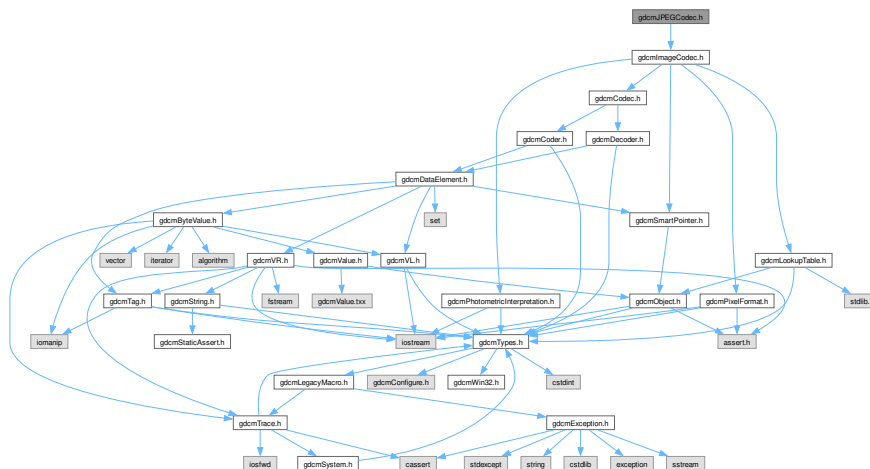 gdcmJPEGCodec.h
gdcmImageCodec.h
gdcmCodec.h
gdcmCoder.h
gdcmDecoder.h
gdcmDataElement.h
gdcmByteValue.h
set
gdcmSmartPointer.h
vector
iterator
algorithm
gdcmVR.h
gdcmValue.h
gdcmVL.h
gdcmLookupTable.h
gdcmTag.h
gdcmString.h
fstream
gdcmValue.txx
gdcmPhotometricInterpretation.h
gdcmObject.h
gdcmPixelFormat.h
stdlib.
iomanip
gdcmStaticAssert.h
iostream
gdcmTypes.h
assert.h
gdcmLegacyMacro.h
gdcmConfigure.h
gdcmWin32.h
cstdint
gdcmTrace.h
gdcmException.h
iosfwd
gdcmSystem.h
cassert
stdexcept
string
cstdlib
exception
sstream